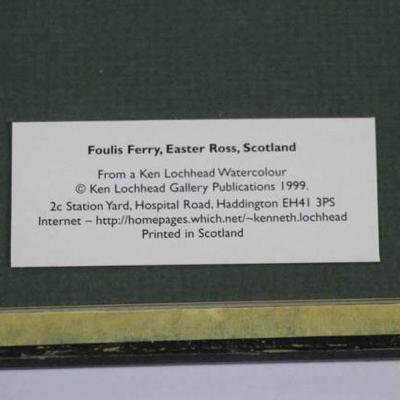 Foulis Ferry, Easter Ross, Scotland
From a Ken Lochhead Watercolour
© Ken Lochhead Gallery Publications 1999.
2c Station Yard, Hospital Road, Haddington EH41 3PS
Internet – http://homepages.which.net/~kenneth.lochhead
Printed in Scotland